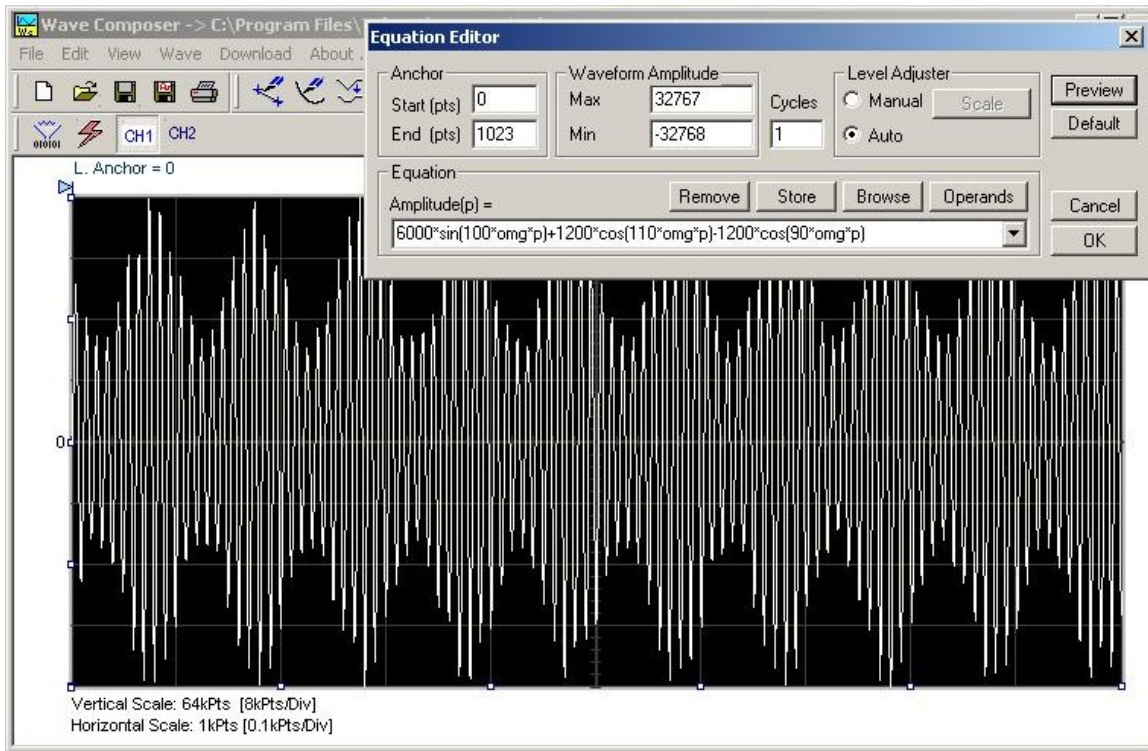 Wave Composer -> C:\Program Files\
File Edit View Wave Download About
CH1 CH2
L. Anchor = 0
0
Vertical Scale: 64kPts [8kPts/Div]
Horizontal Scale: 1kPts [0.1kPts/Div]
Equation Editor
Anchor
Start (pts) 0
End (pts) 1023
Waveform Amplitude
Max 32767
Min -32768
Cycles
1
Level Adjuster
Manual Scale
Auto
Preview
Default
Equation
Remove Store Browse Operands
Amplitude(p) =
6000*sin(100*omg*p)+1200*cos(110*omg*p)-1200*cos(90*omg*p)
Cancel
OK